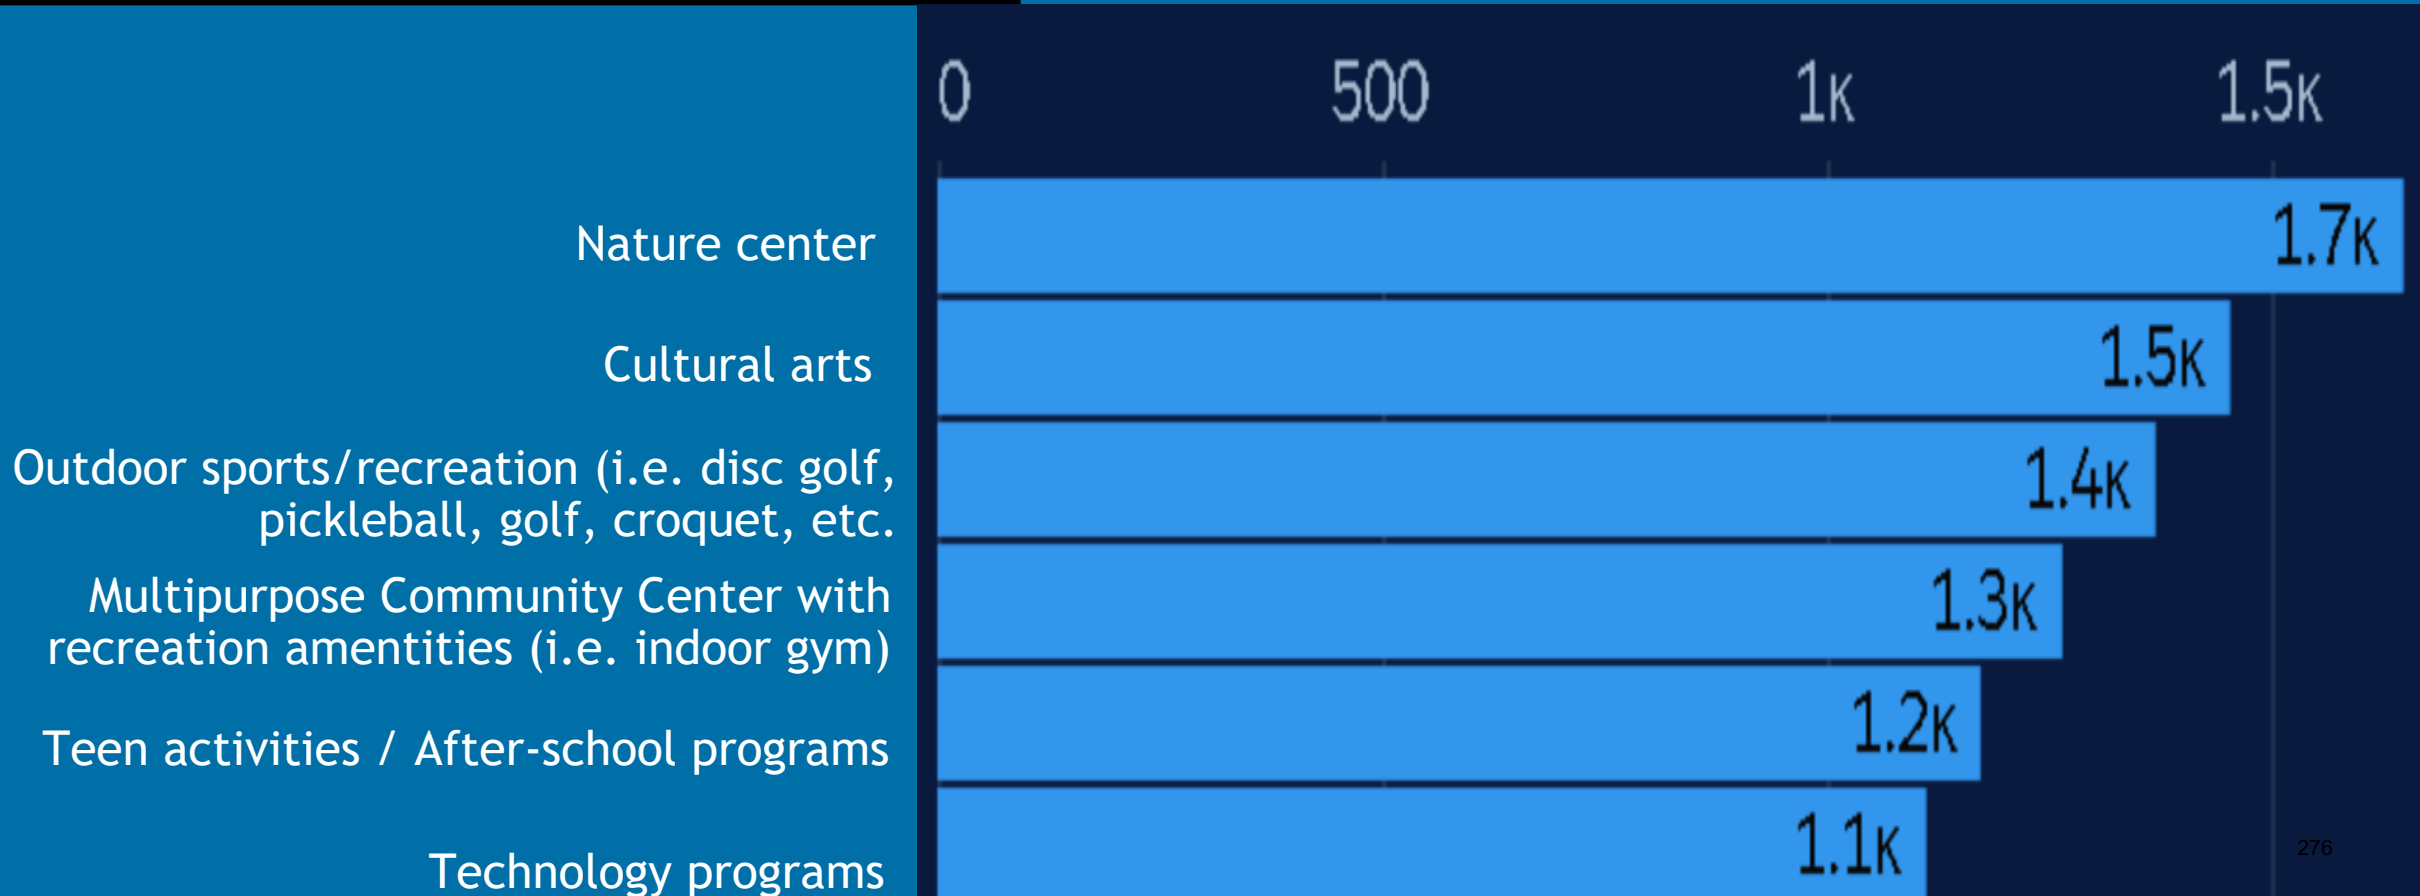 0 500 1K 1.5K
Nature center 1.7K
Cultural arts 1.5K
Outdoor sports/recreation (i.e. disc golf,
pickleball, golf, croquet, etc. 1.4K
Multipurpose Community Center with
recreation amentities (i.e. indoor gym) 1.3K
Teen activities / After-school programs 1.2K
Technology programs 1.1K
276